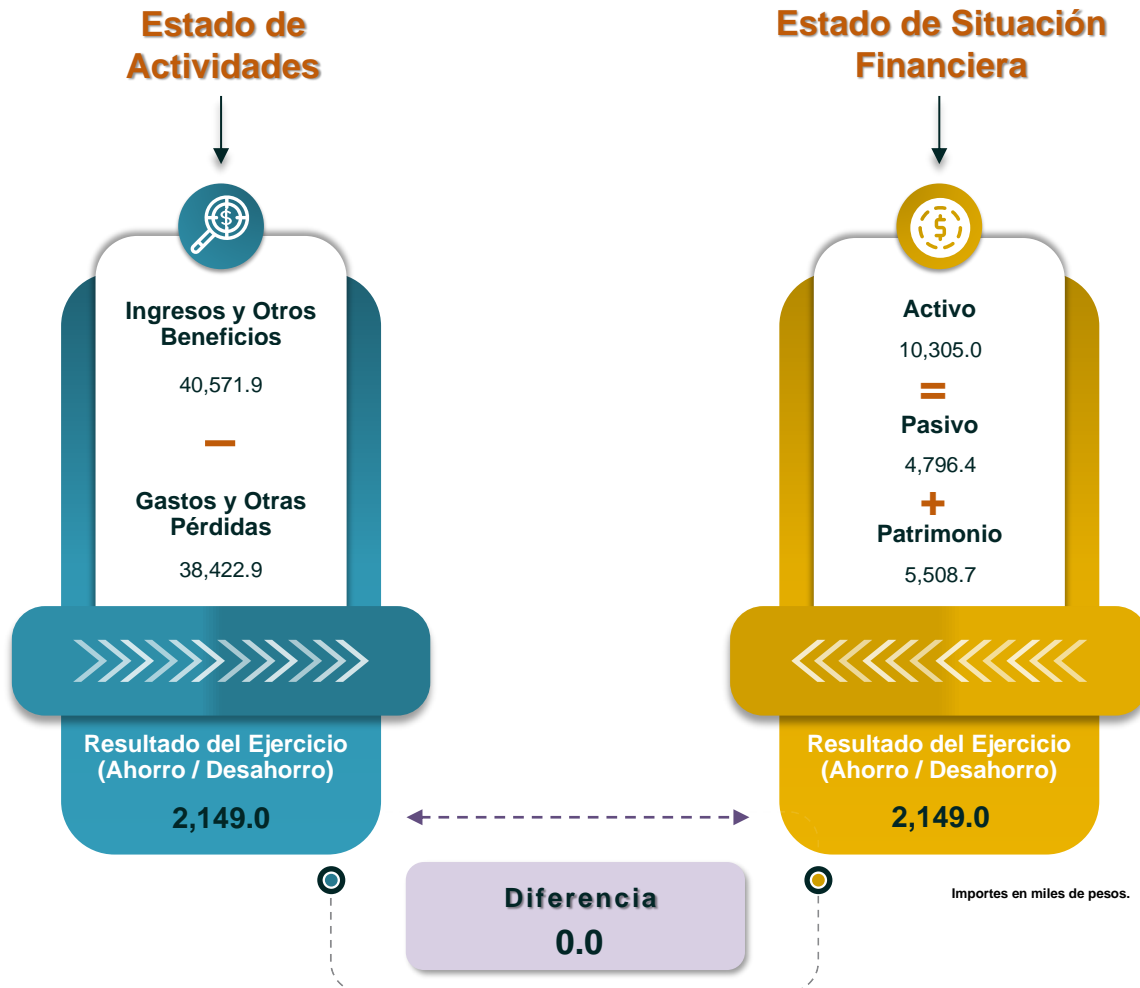 Estado de
Actividades
Ingresos y Otros
Beneficios
40,571.9
−
Gastos y Otras
Pérdidas
38,422.9
Resultado del Ejercicio
(Ahorro / Desahorro)
2,149.0
Estado de Situación
Financiera
$
Activo
10,305.0
=
Pasivo
4,796.4
+
Patrimonio
5,508.7
Resultado del Ejercicio
(Ahorro / Desahorro)
2,149.0
Diferencia
0.0
Importes en miles de pesos.